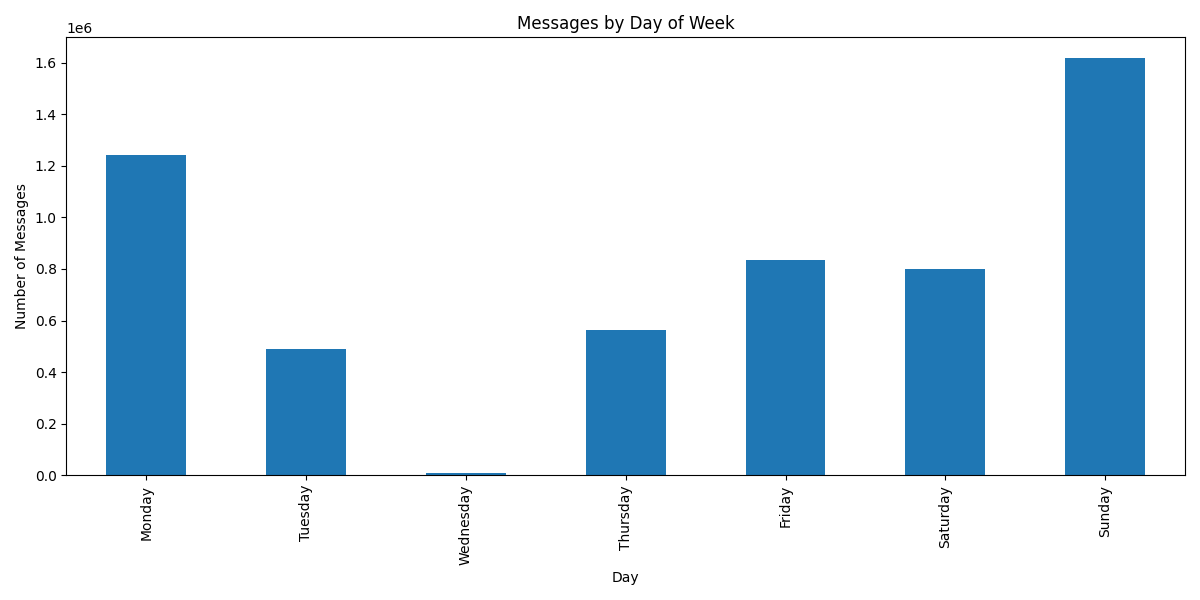 Messages by Day of Week
1e6
1.6
1.4
1.2
1.0
0.8
0.6
0.4
0.2
0.0
Number of Messages
Monday
Tuesday
Wednesday
Thursday
Friday
Saturday
Sunday
Day